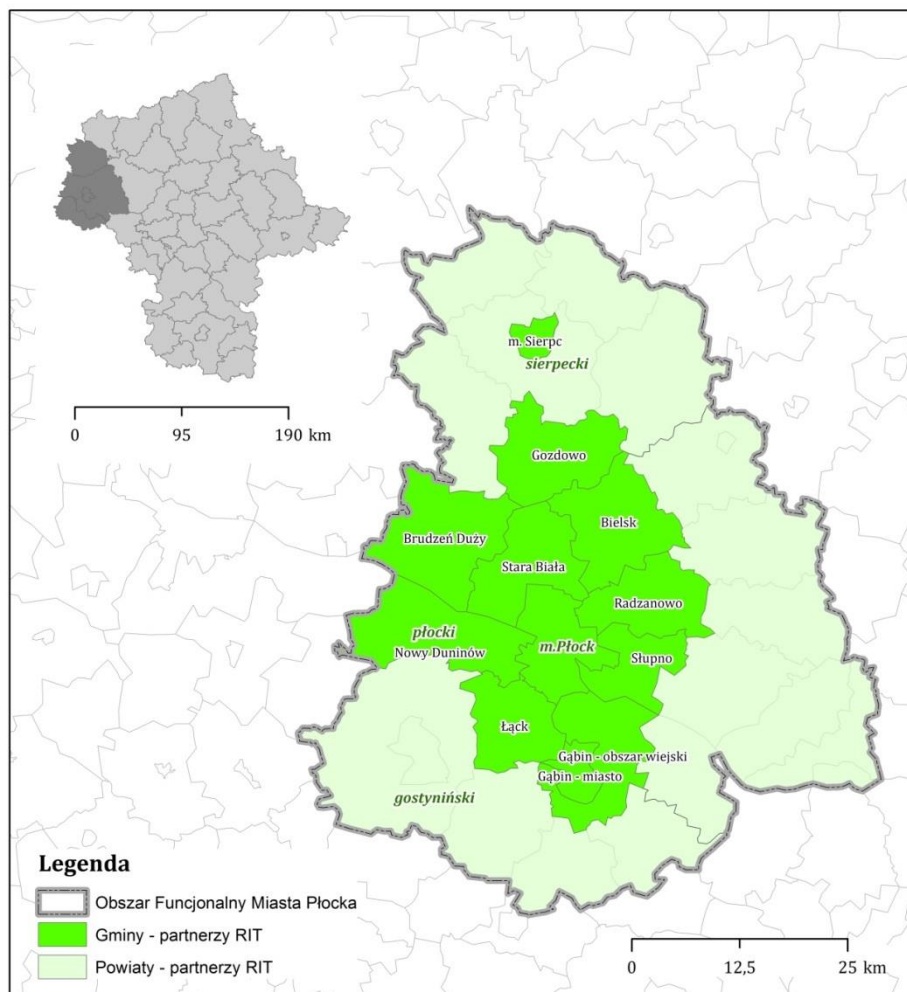 0 95 190 km
m. Sierpc
sierpecki
Gozdowo
Bielsk
Brudzeń Duży
Stara Biała
Radzanowo
płocki
m.Płock
Nowy Duninów
Słupno
Łąck
Gąbin - obszar wiejski
Gąbin - miasto
gostyniński
Legenda
Obszar Funcjonalny Miasta Płocka
Gminy - partnerzy RIT
Powiaty - partnerzy RIT
0 12,5 25 km